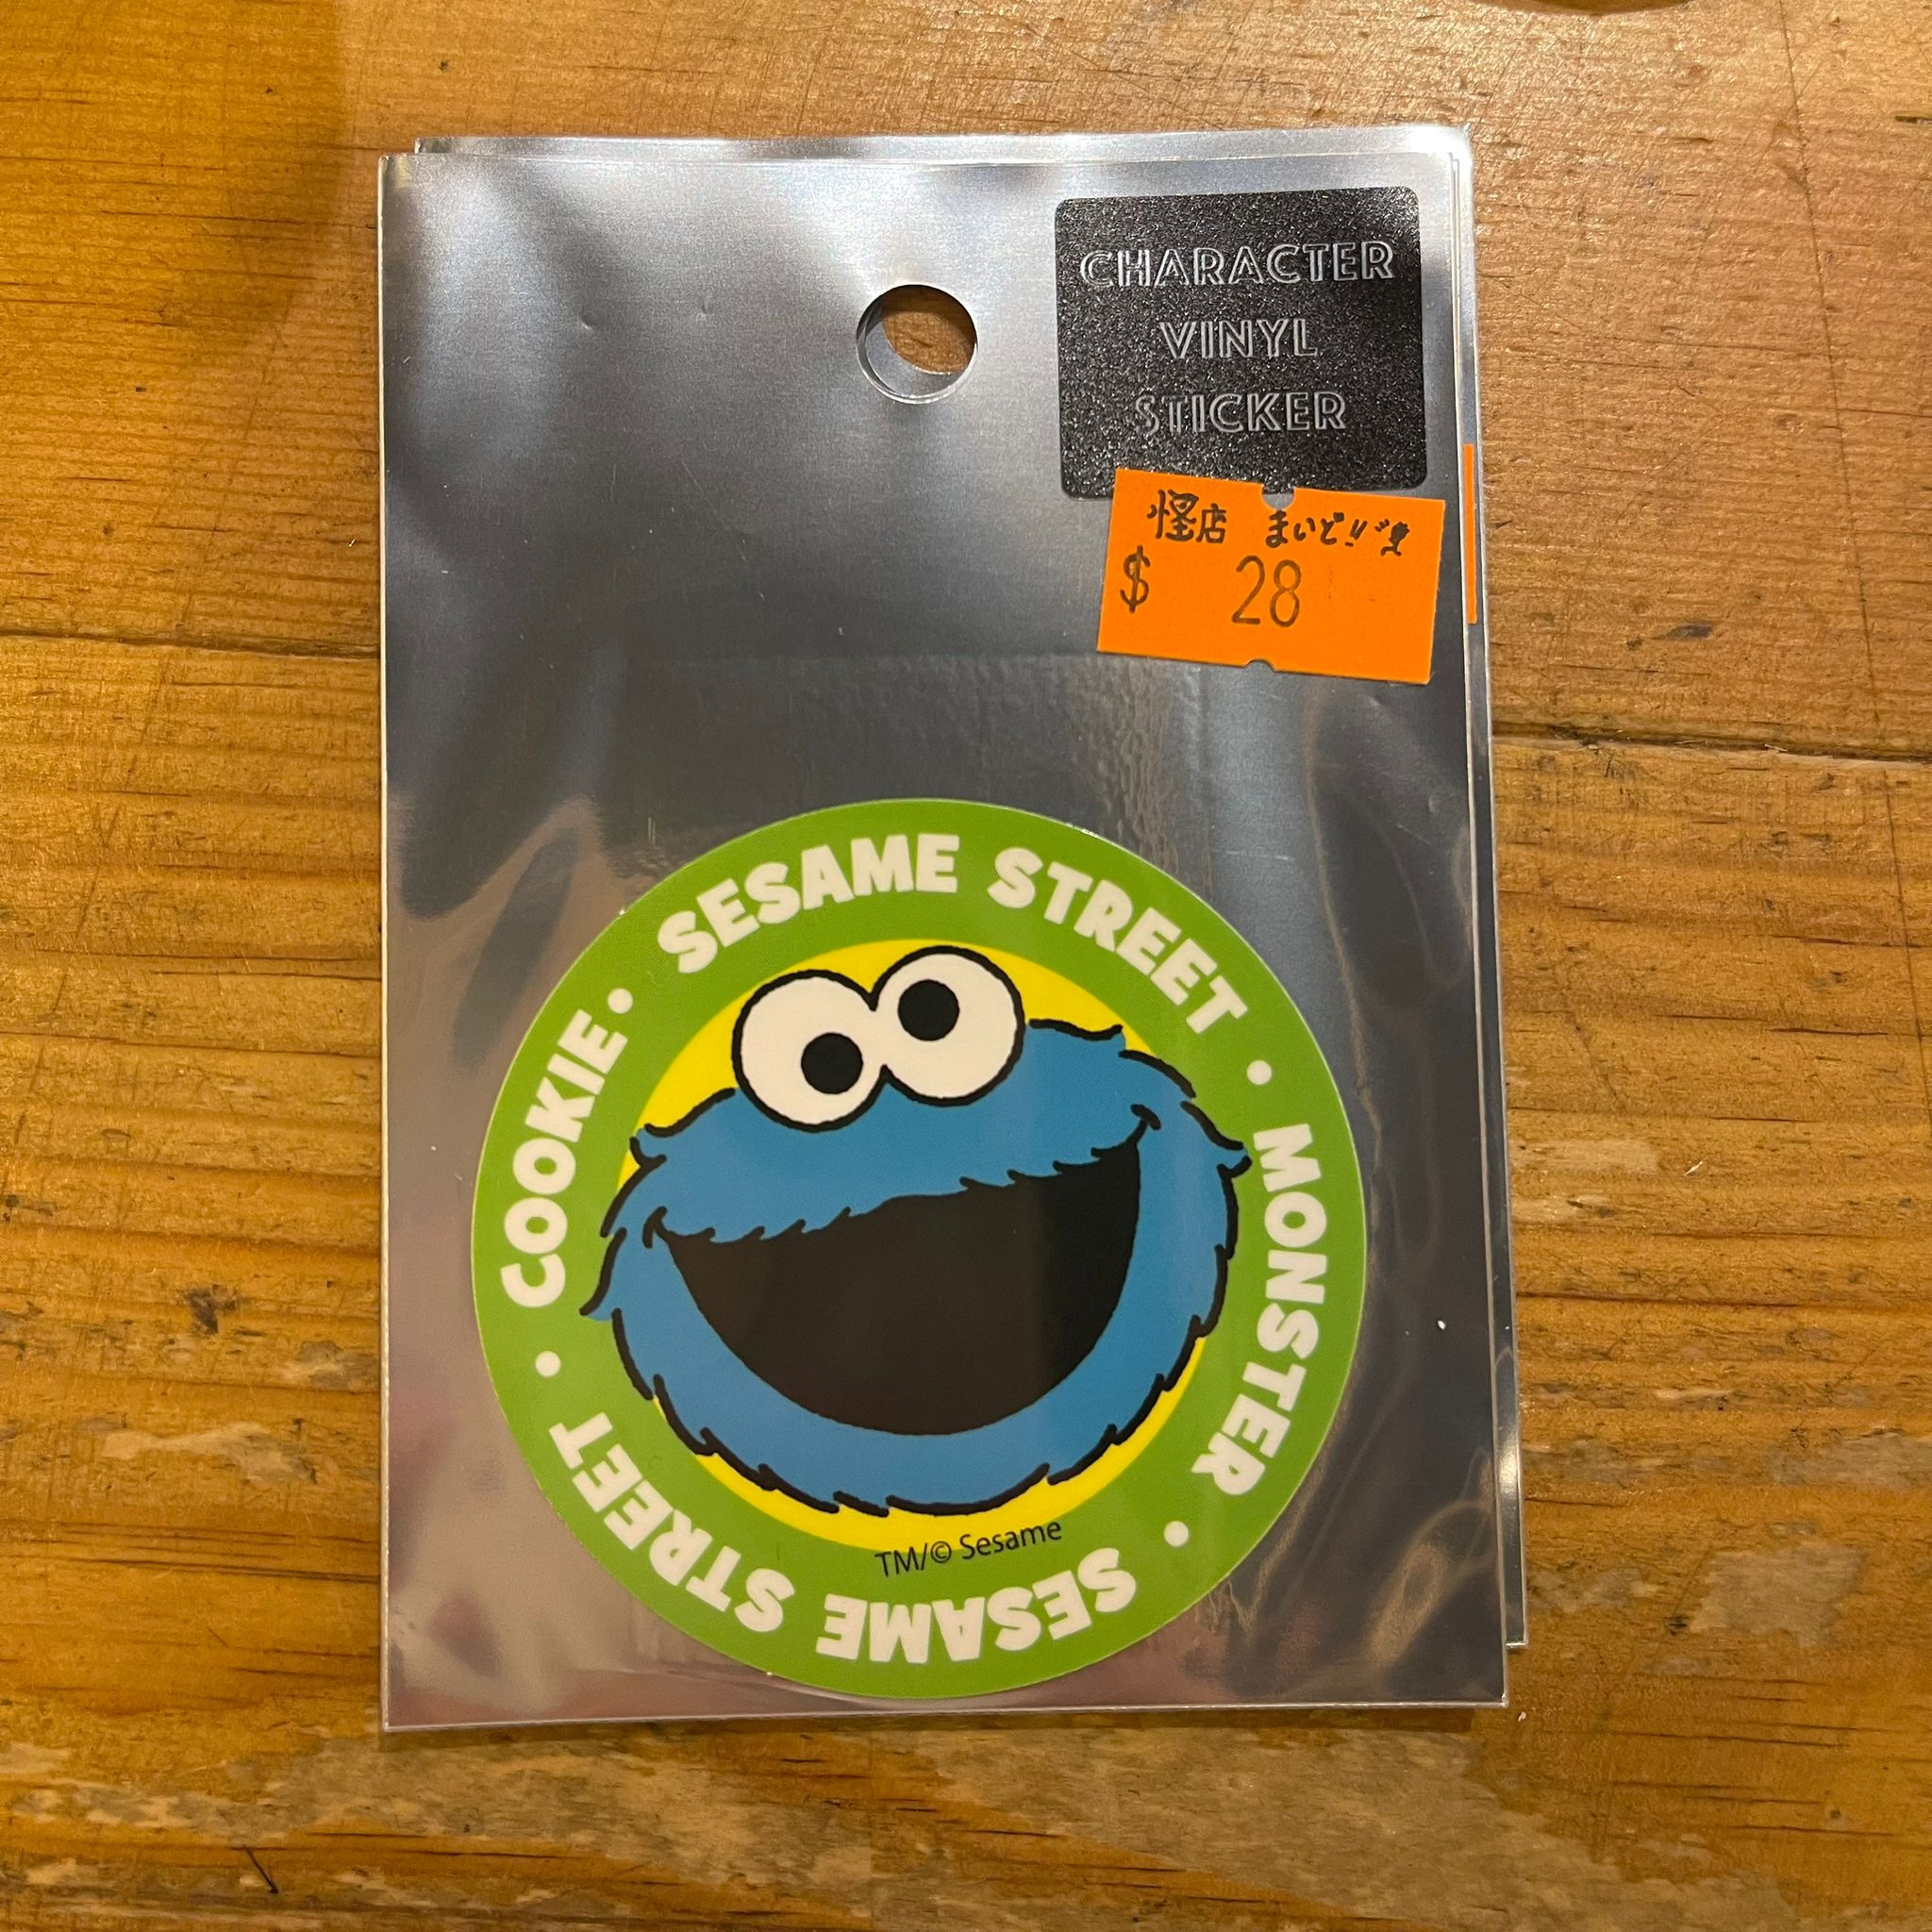 CHARACTER
VINYL
STICKER
怪店 まいど!!
$ 28
SESAME STREET • MONSTER • SESAME STREET • COOKIE •
TM/© Sesame